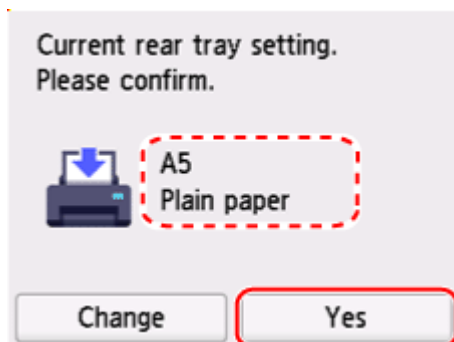 Current rear tray setting.
Please confirm.
A5
Plain paper
Change
Yes